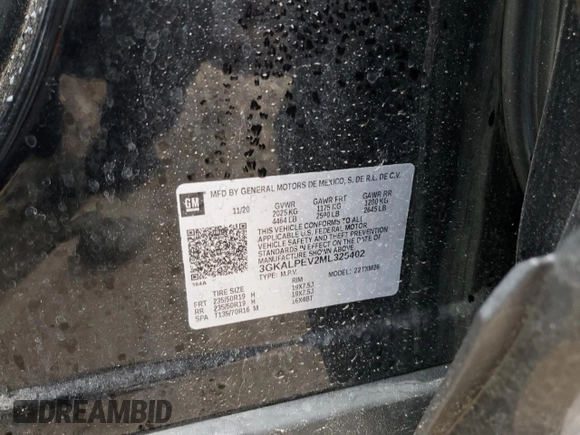 MFD BY GENERAL MOTORS DE MEXICO, S. DE R.L. DE C.V.
GM 11/20 GVWR GAWR FRT GAWR RR
2025 KG 1175 KG 1200 KG
4464 LB 2590 LB 2645 LB
THIS VEHICLE CONFORMS TO ALL
APPLICABLE U.S. FEDERAL MOTOR
VEHICLE SAFETY AND THEFT PREVENTION
STANDARDS IN EFFECT ON THE DATE OF
MANUFACTURE SHOWN ABOVE.
3GKALPEV2ML325402
TYPE: M.P.V. MODEL: 22TXM26
TIRE SIZE RIM
FRT 235/50R19 H 19X7.5J
RR 235/50R19 H 19X7.5J
SPA T135/70R16 M 16X4BT
DREAMBID